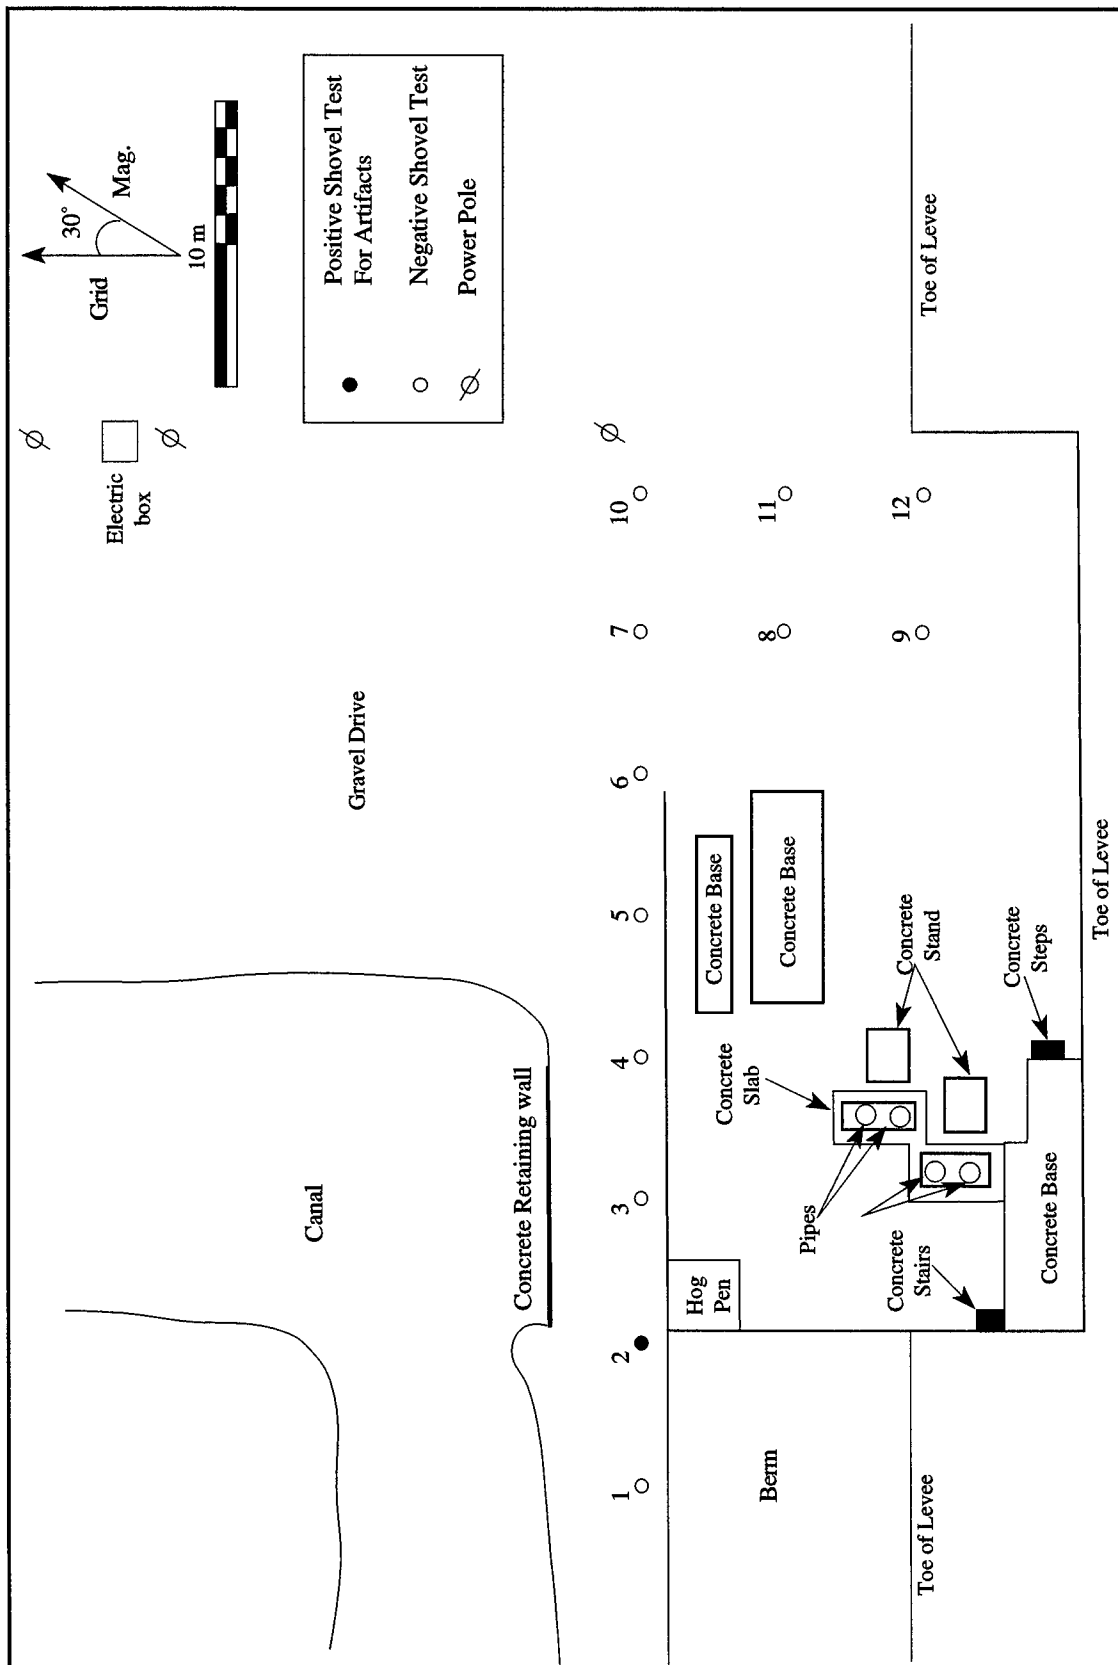 Grid
30°
Mag.
10 m
Positive Shovel Test
For Artifacts
Negative Shovel Test
Power Pole
Electric
box
Gravel Drive
Canal
Concrete Retaining wall
1
2
3
4
5
6
7
10
8
11
9
12
Hog
Pen
Berm
Concrete Base
Concrete Base
Concrete
Slab
Concrete
Stand
Pipes
Concrete
Stairs
Concrete
Steps
Concrete Base
Toe of Levee
Toe of Levee
Toe of Levee